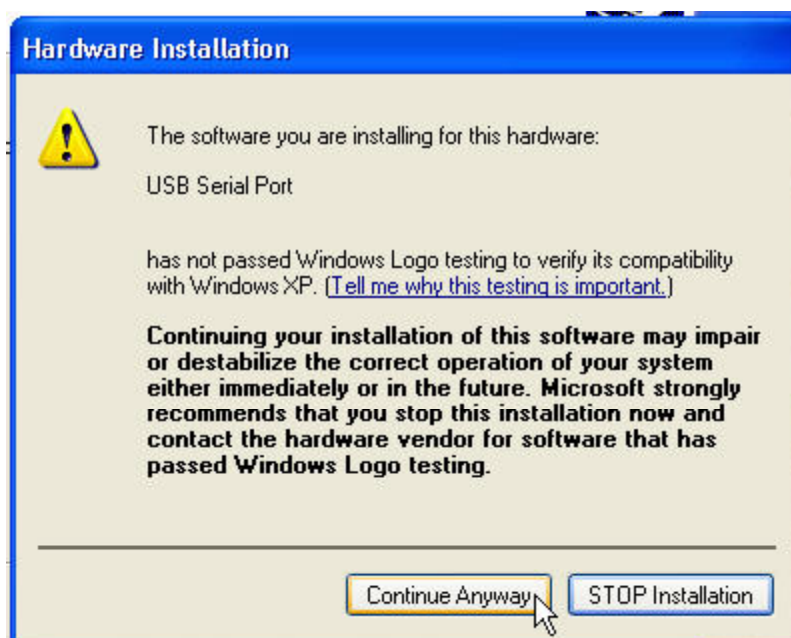 Hardware Installation
The software you are installing for this hardware:
USB Serial Port
has not passed Windows Logo testing to verify its compatibility
with Windows XP. (Tell me why this testing is important.)
Continuing your installation of this software may impair
or destabilize the correct operation of your system
either immediately or in the future. Microsoft strongly
recommends that you stop this installation now and
contact the hardware vendor for software that has
passed Windows Logo testing.
Continue Anyway
STOP Installation